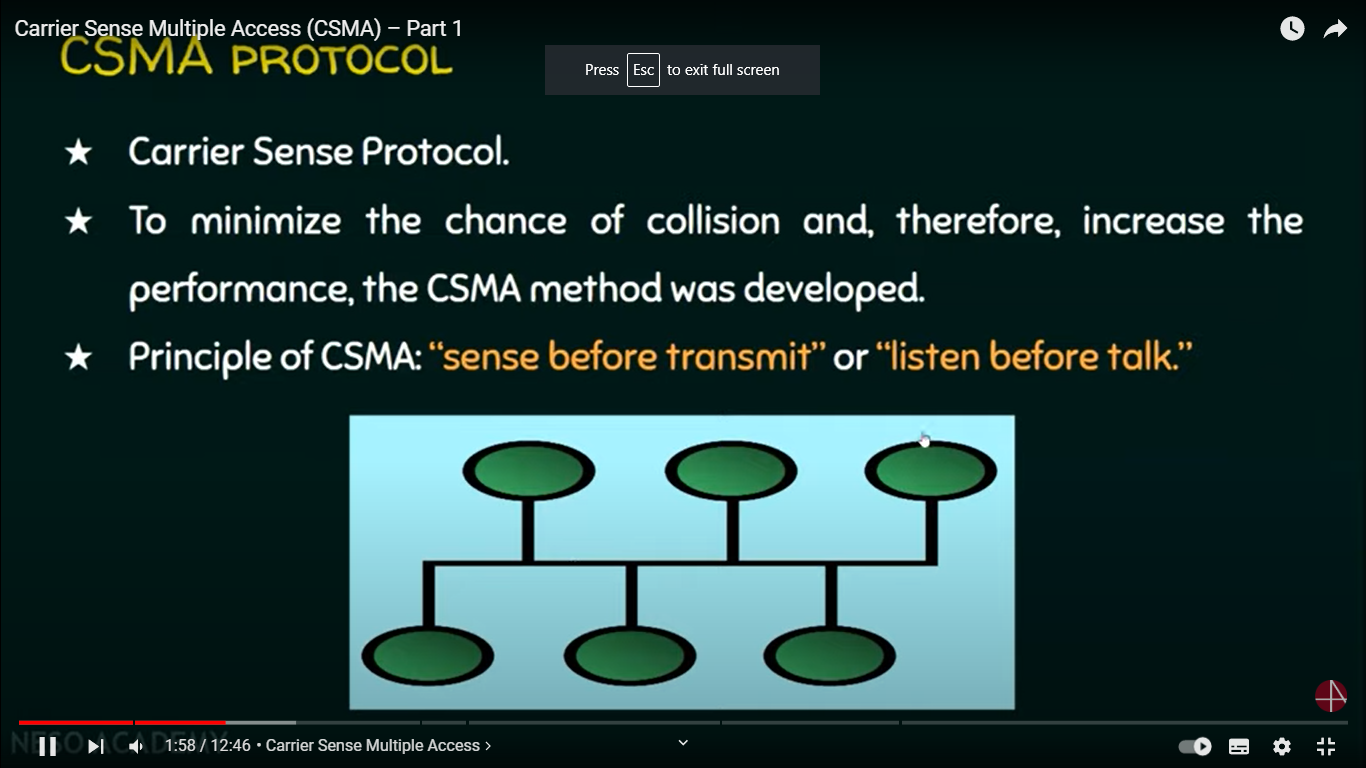 Carrier Sense Multiple Access (CSMA) – Part 1
CSMA PROTOCOL
Press Esc to exit full screen
★ Carrier Sense Protocol.
★ To minimize the chance of collision and, therefore, increase the
performance, the CSMA method was developed.
★ Principle of CSMA: “sense before transmit” or “listen before talk.”
NESO ACADEMY
1:58 / 12:46 • Carrier Sense Multiple Access >